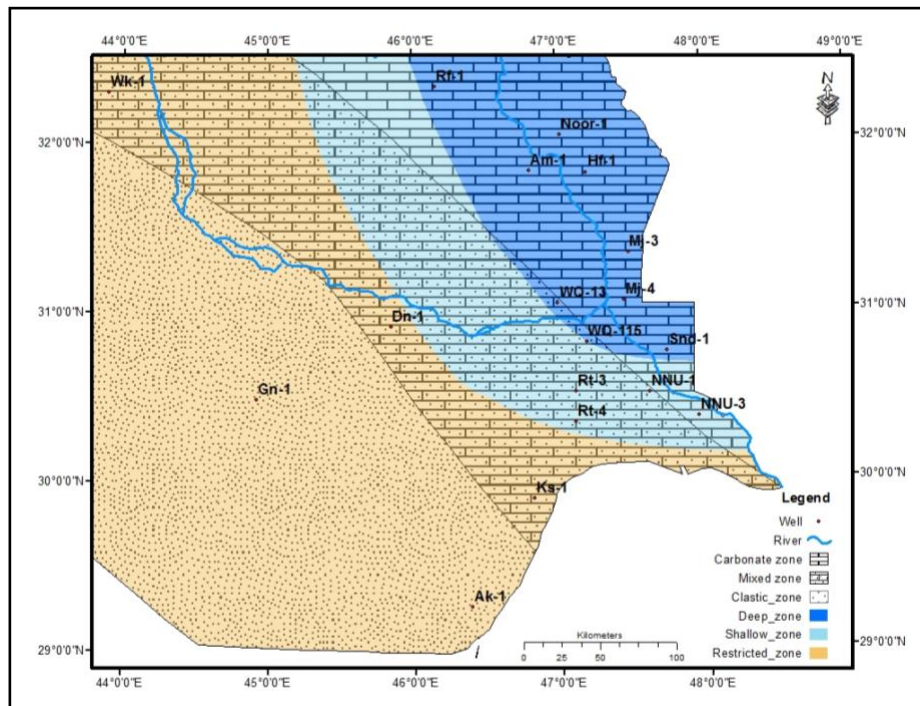 44°0'0"E 45°0'0"E 46°0'0"E 47°0'0"E 48°0'0"E 49°0'0"E
Wk-1
Rf-1
Noor-1
N
32°0'0"N 32°0'0"N
Am-1
Hf-1
Mj-3
Mj-4
WQ-13
31°0'0"N 31°0'0"N
Dn-1
WQ-115
Snd-1
Rt-3
NNU-1
Gn-1
Rt-4
NNU-3
30°0'0"N 30°0'0"N
Ks-1
Legend
Well
River
Carbonate zone
Mixed zone
Clastic_zone
Ak-1
Deep_zone
Kilometers
Shallow_zone
0 25 50 100
Restricted_zone
29°0'0"N 29°0'0"N
44°0'0"E 45°0'0"E 46°0'0"E 47°0'0"E 48°0'0"E